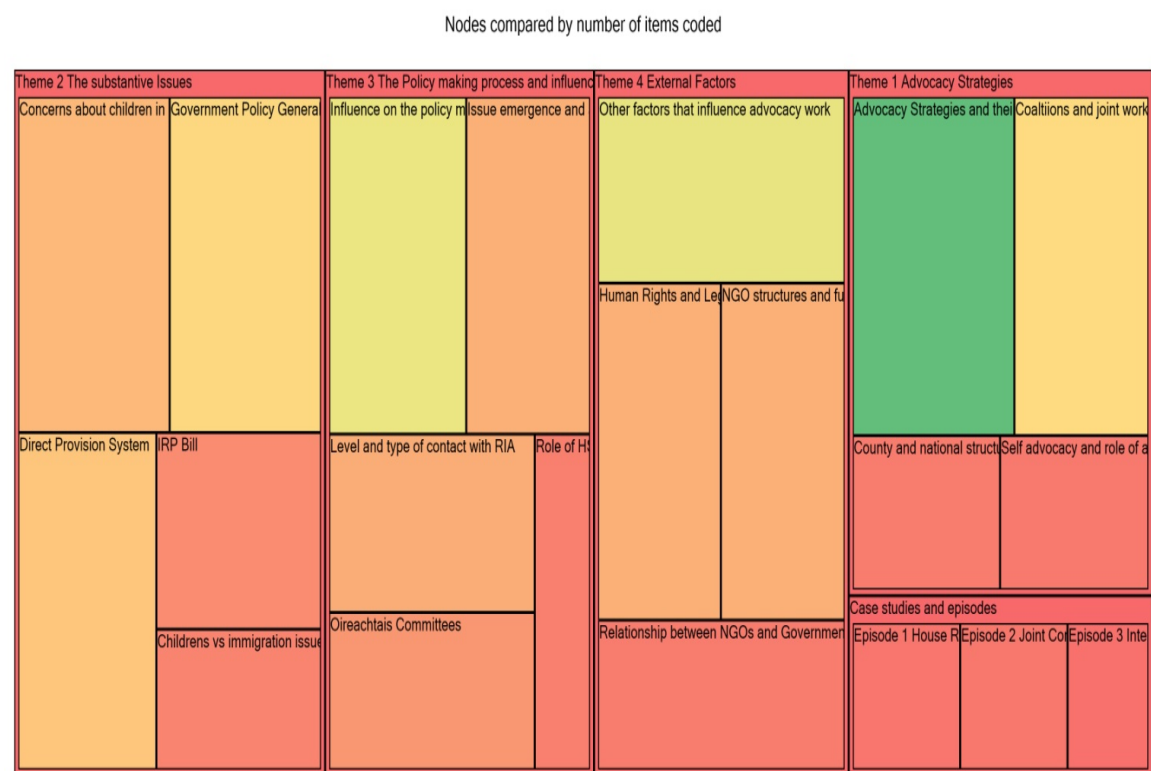 Nodes compared by number of items coded
Theme 2 The substantive Issues
Concerns about children in
Government Policy General
Direct Provision System
IRP Bill
Childrens vs immigration issue
Theme 3 The Policy making process and influenc
Influence on the policy m
Issue emergence and
Level and type of contact with RIA
Role of HS
Oireachtais Committees
Theme 4 External Factors
Other factors that influence advocacy work
Human Rights and Leg
NGO structures and fu
Relationship between NGOs and Governmen
Theme 1 Advocacy Strategies
Advocacy Strategies and thei
Coaltiions and joint work
County and national structu
Self advocacy and role of a
Case studies and episodes
Episode 1 House R
Episode 2 Joint Co
Episode 3 Inte